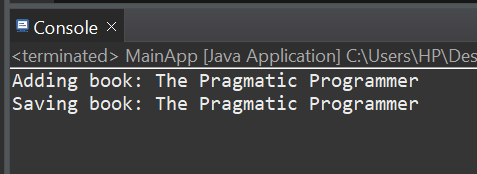 Console
<terminated> MainApp [Java Application] C:\Users\HP\Des
Adding book: The Pragmatic Programmer
Saving book: The Pragmatic Programmer